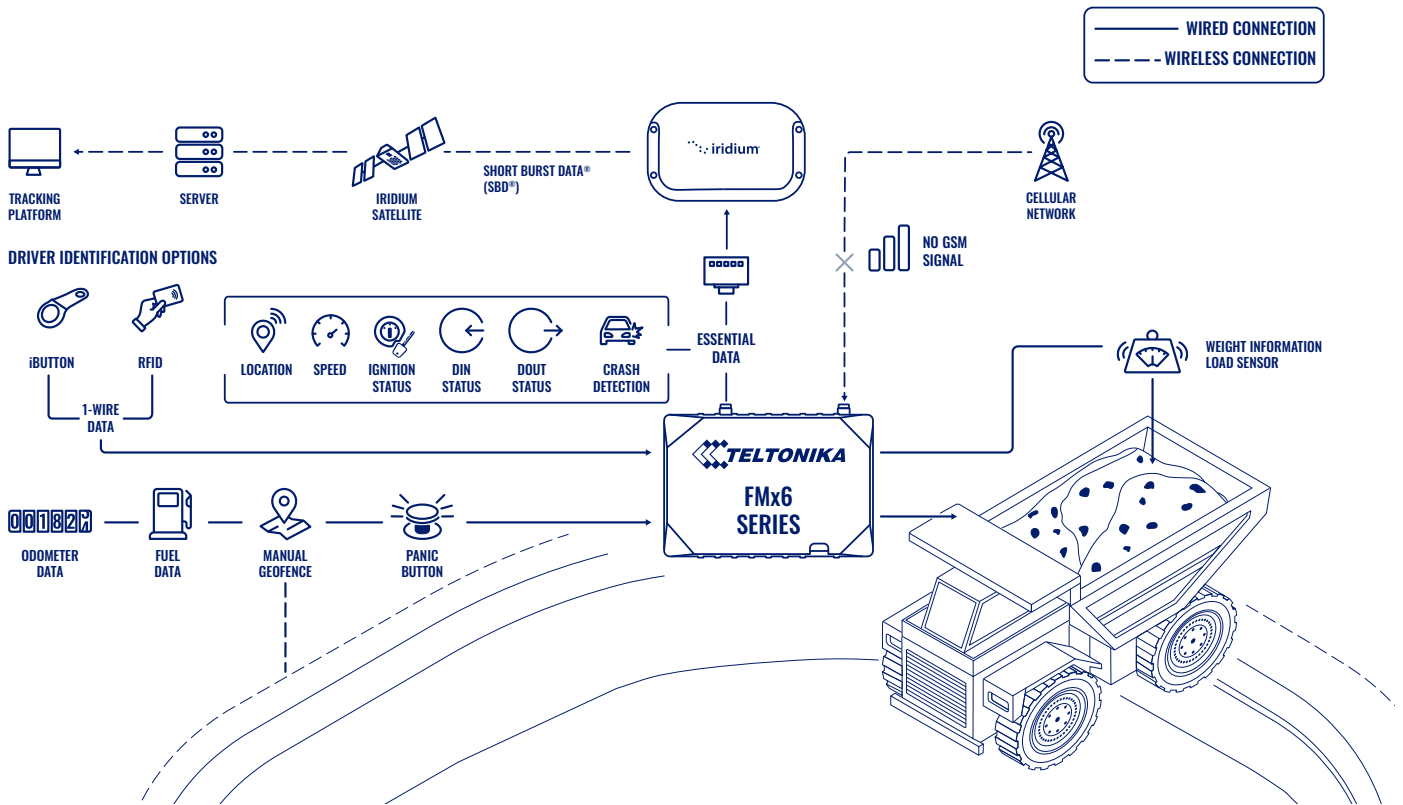 WIRED CONNECTION
WIRELESS CONNECTION
iridium
SHORT BURST DATA®
(SBD®)
TRACKING
PLATFORM
SERVER
IRIDIUM
SATELLITE
CELLULAR
NETWORK
NO GSM
SIGNAL
DRIVER IDENTIFICATION OPTIONS
iBUTTON
RFID
1-WIRE
DATA
LOCATION
SPEED
IGNITION
STATUS
DIN
STATUS
DOUT
STATUS
CRASH
DETECTION
ESSENTIAL
DATA
WEIGHT INFORMATION
LOAD SENSOR
TELTONIKA
FMx6
SERIES
00182
ODOMETER
DATA
FUEL
DATA
MANUAL
GEOFENCE
PANIC
BUTTON